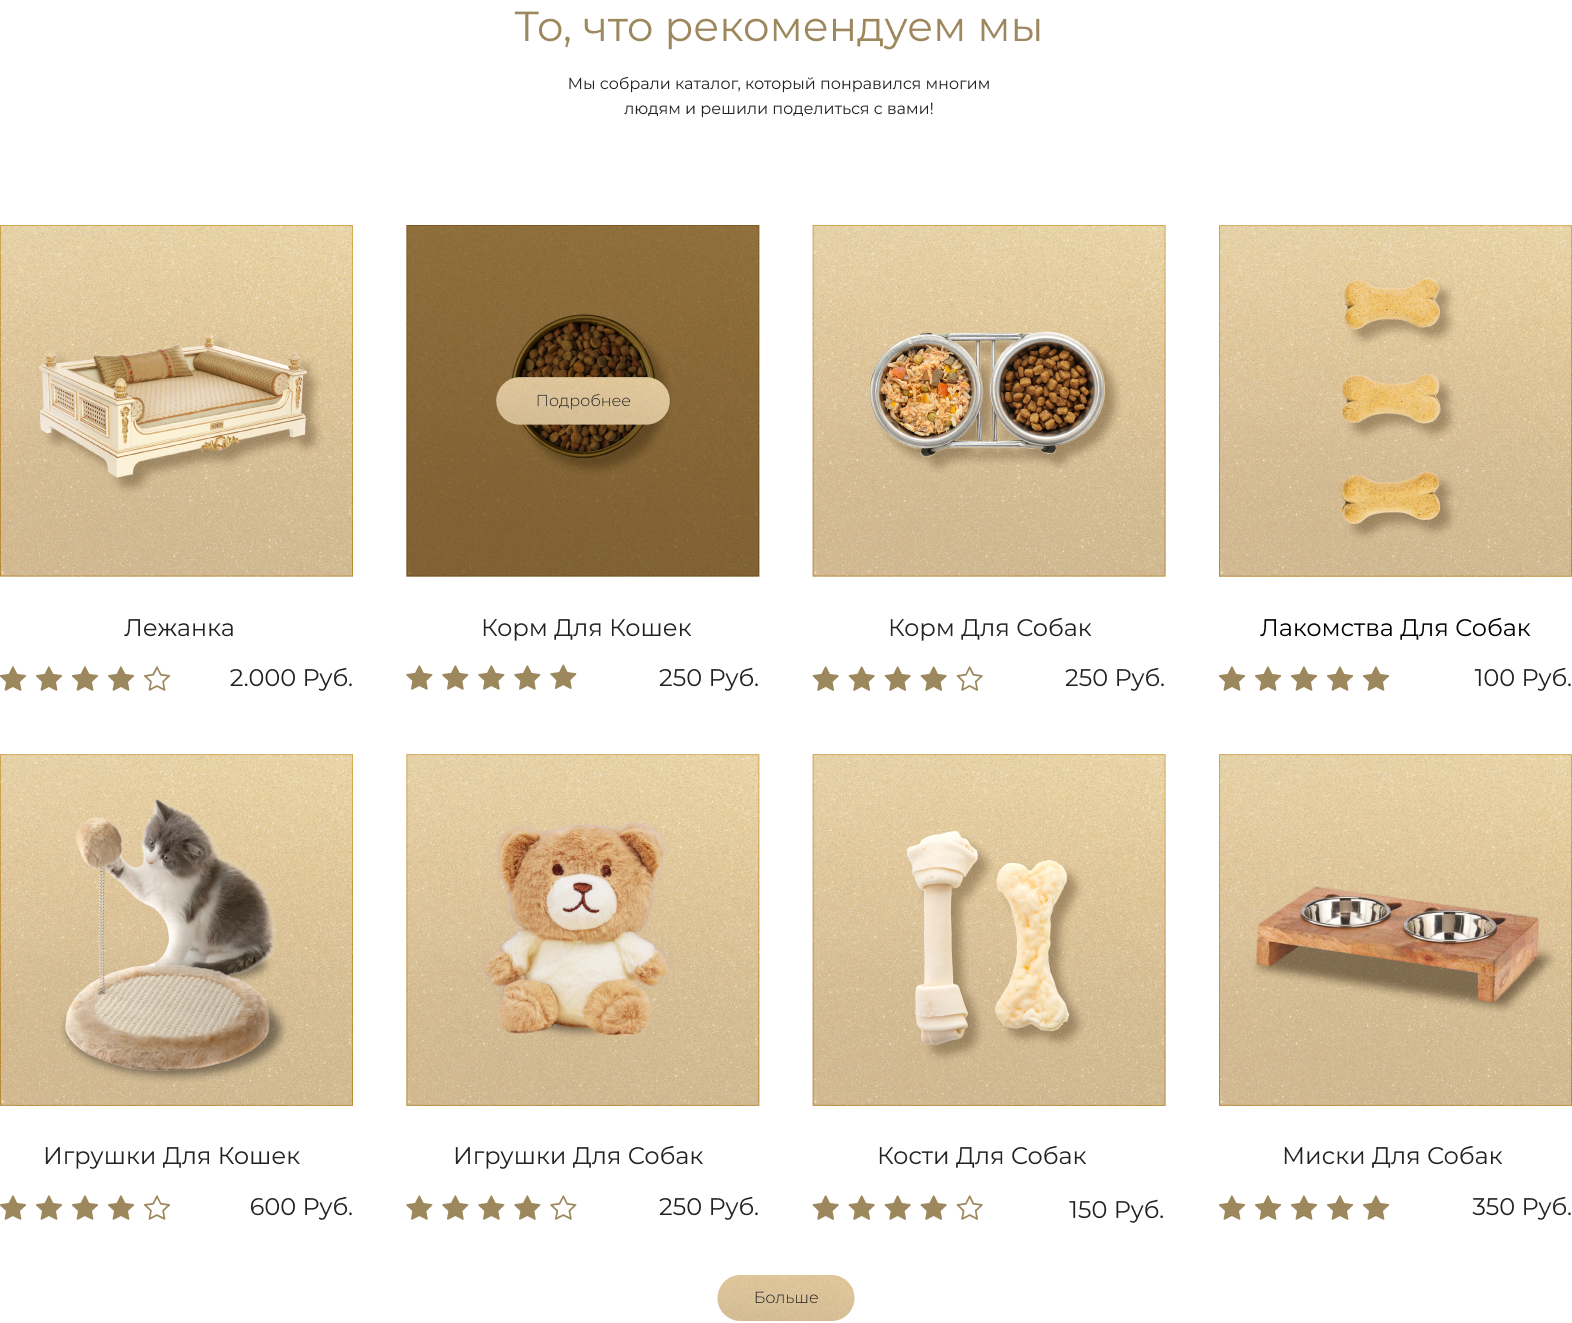 То, что рекомендуем мы
Мы собрали каталог, который понравился многим
людям и решили поделиться с вами!
Подробнее
Лежанка
2.000 Руб.
Корм Для Кошек
250 Руб.
Корм Для Собак
250 Руб.
Лакомства Для Собак
100 Руб.
Игрушки Для Кошек
600 Руб.
Игрушки Для Собак
250 Руб.
Кости Для Собак
150 Руб.
Миски Для Собак
350 Руб.
Больше